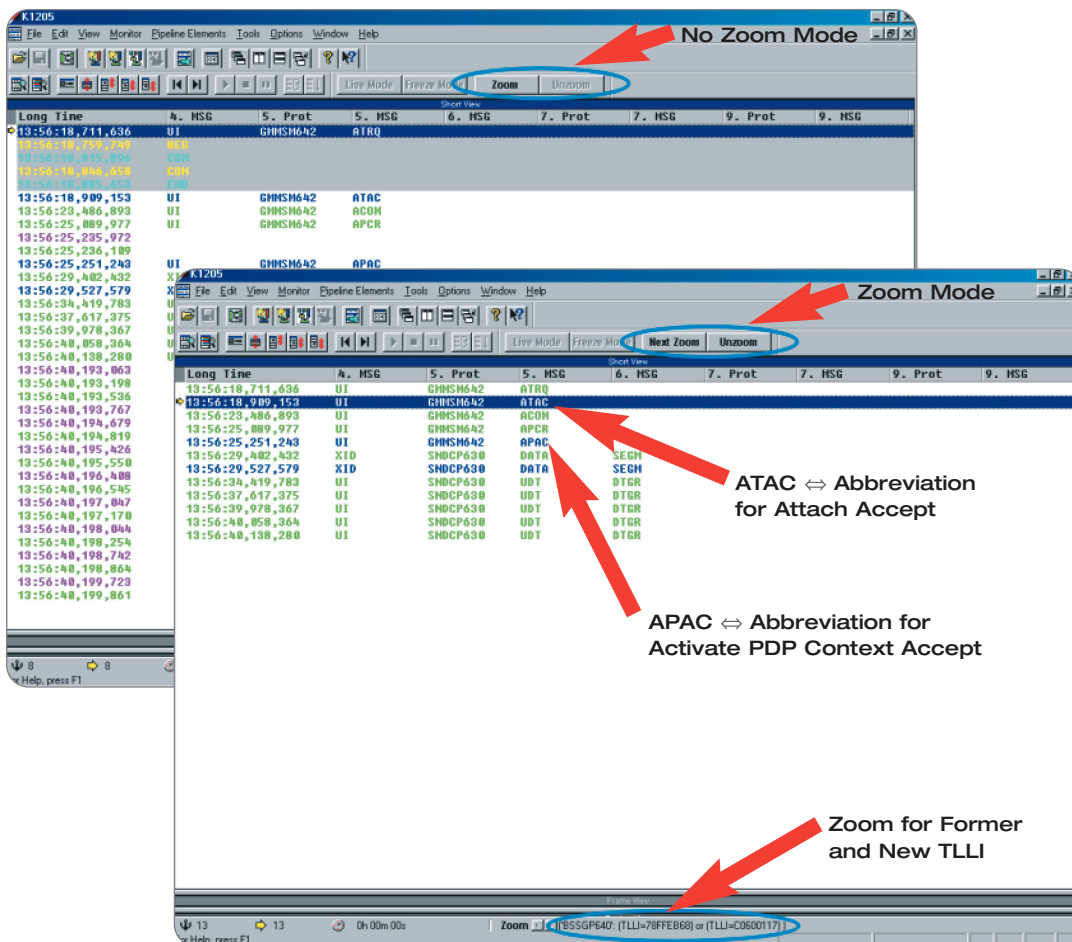 K1205
File Edit View Monitor Pipeline Elements Tools Options Window Help
No Zoom Mode
Live Mode Freeze Mode Zoom Unzoom
Short View
Long Time 4. MSG 5. Prot 5. MSG 6. MSG 7. Prot 7. MSG 9. Prot 9. MSG
13:56:18,711,636 UI GMMSM642 ATRQ
13:56:18,759,749 BEG
13:56:18,815,896 CON
13:56:18,846,658 CON
END
13:56:18,909,153 UI GMMSM642 ATAC
13:56:23,486,893 UI GMMSM642 ACOM
13:56:25,089,977 UI GMMSM642 APCR
13:56:25,235,972
13:56:25,236,109
13:56:25,251,243 UI GMMSM642 APAC
13:56:29,402,432
13:56:29,527,579
13:56:34,419,783
13:56:37,617,375
13:56:39,978,367
13:56:40,058,364
13:56:40,138,280
13:56:40,193,063
13:56:40,193,198
13:56:40,193,536
13:56:40,193,767
13:56:40,194,679
13:56:40,194,819
13:56:40,195,426
13:56:40,195,550
13:56:40,196,408
13:56:40,196,545
13:56:40,197,047
13:56:40,197,170
13:56:40,198,044
13:56:40,198,254
13:56:40,198,742
13:56:40,198,864
13:56:40,199,723
13:56:40,199,861
8 8
Help, press F1
K1205
File Edit View Monitor Pipeline Elements Tools Options Window Help
Zoom Mode
Live Mode Freeze Mode Next Zoom Unzoom
Short View
Long Time 4. MSG 5. Prot 5. MSG 6. MSG 7. Prot 7. MSG 9. Prot 9. MSG
13:56:18,711,636 UI GMMSM642 ATRQ
13:56:18,909,153 UI GMMSM642 ATAC
13:56:23,486,893 UI GMMSM642 ACOM
13:56:25,089,977 UI GMMSM642 APCR
13:56:25,251,243 UI GMMSM642 APAC
13:56:29,402,432 XID SNDCP630 DATA SEGM
13:56:29,527,579 XID SNDCP630 DATA SEGM
13:56:34,419,783 UI SNDCP630 UDT DTGR
13:56:37,617,375 UI SNDCP630 UDT DTGR
13:56:39,978,367 UI SNDCP630 UDT DTGR
13:56:40,058,364 UI SNDCP630 UDT DTGR
13:56:40,138,280 UI SNDCP630 UDT DTGR
ATAC ⇔ Abbreviation
for Attach Accept
APAC ⇔ Abbreviation for
Activate PDP Context Accept
Zoom for Former
and New TLLI
Frame View
13 13 0h 00m 00s Zoom [('BSSGP640': (TLLI=78FFEB68) or (TLLI=C0600117) ]
Help, press F1